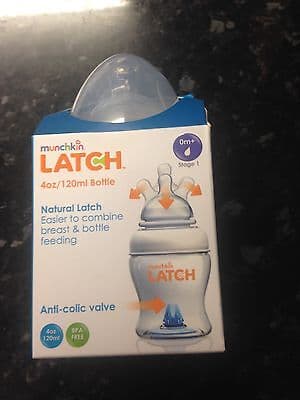 munchkin
LATCH™
4oz/120ml Bottle
0m+
Stage 1
Natural Latch
Easier to combine
breast & bottle
feeding
munchkin
LATCH
Anti-colic valve
4oz
120ml
BPA
FREE